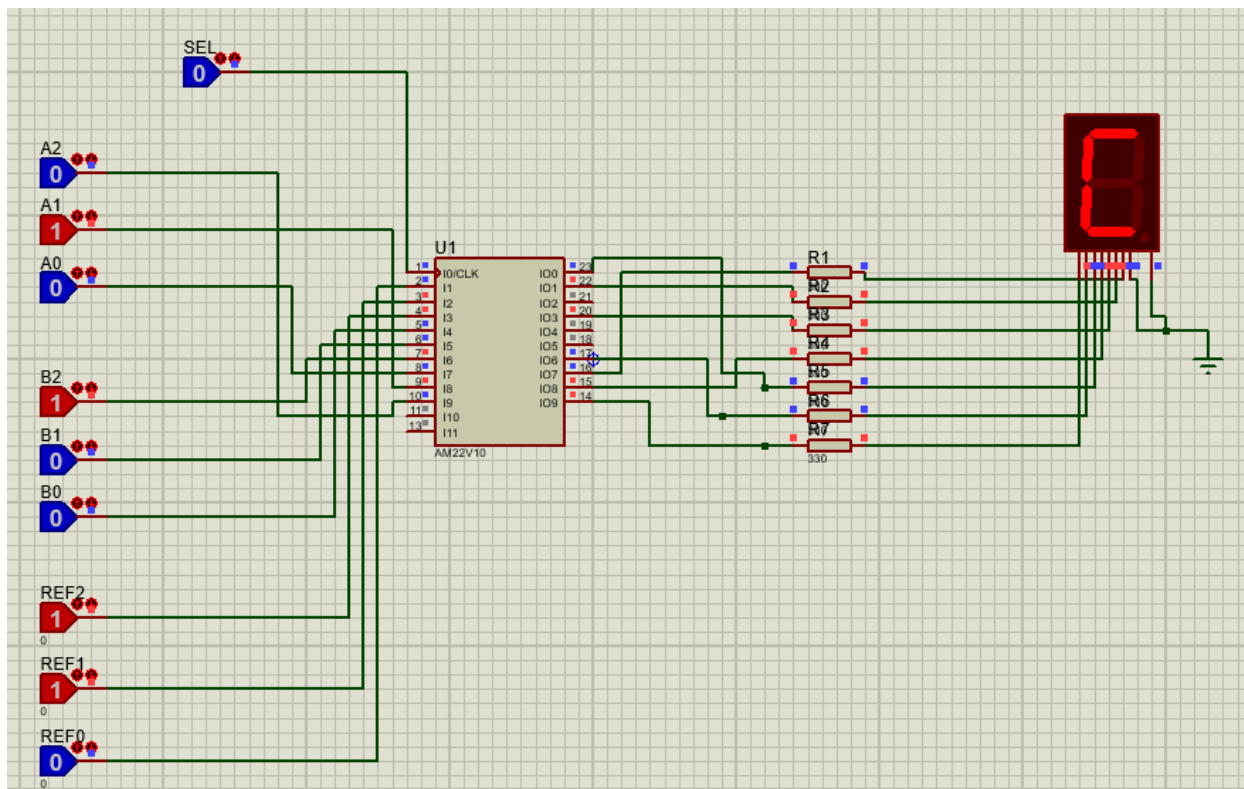 SEL
0
A2
0
A1
1
A0
0
B2
1
B1
0
B0
0
REF2
1
0
REF1
1
0
REF0
0
0
U1
1 I0/CLK
2 I1
3 I2
4 I3
5 I4
6 I5
7 I6
8 I7
9 I8
10 I9
11 I10
13 I11
IO0 23
IO1 22
IO2 21
IO3 20
IO4 19
IO5 18
IO6 17
IO7 16
IO8 15
IO9 14
AM22V10
R1
R2
R3
R4
R5
R6
R7
330
C